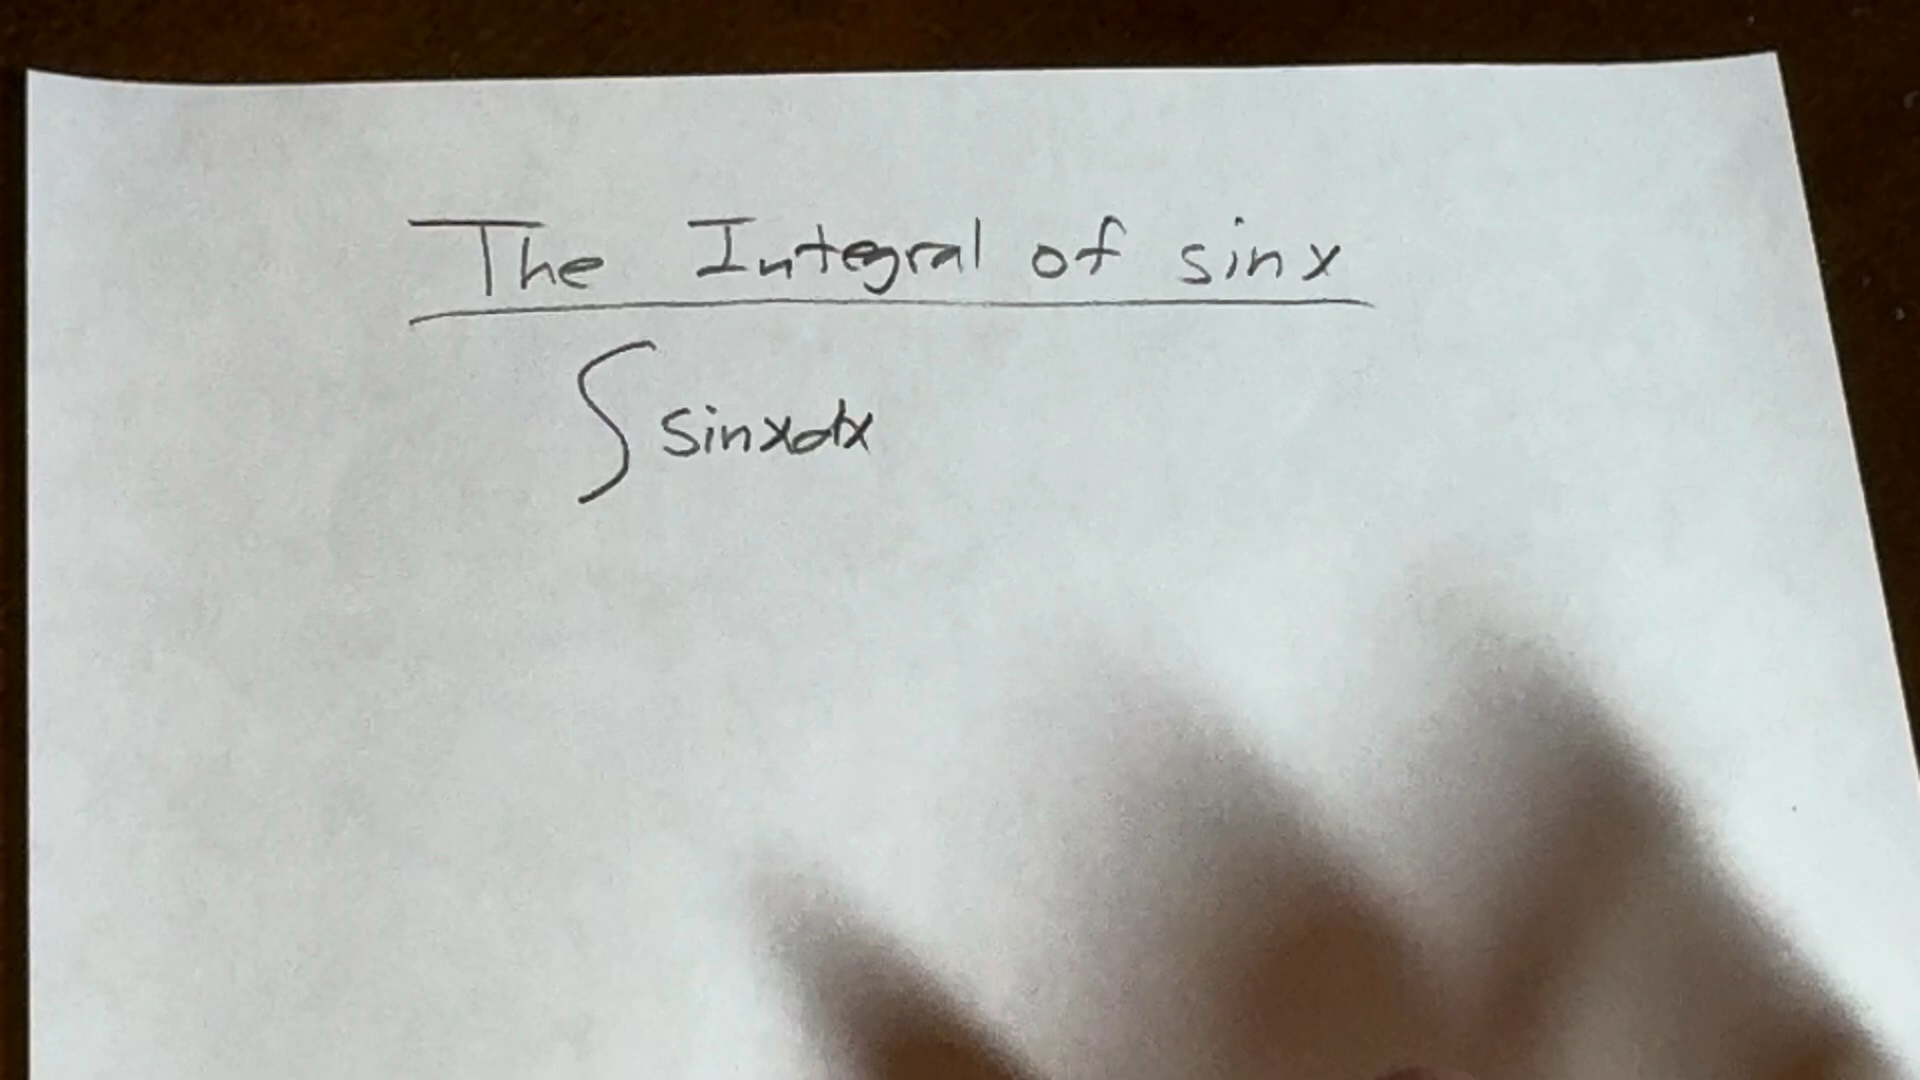 The Integral of sinx
∫ sinxdx